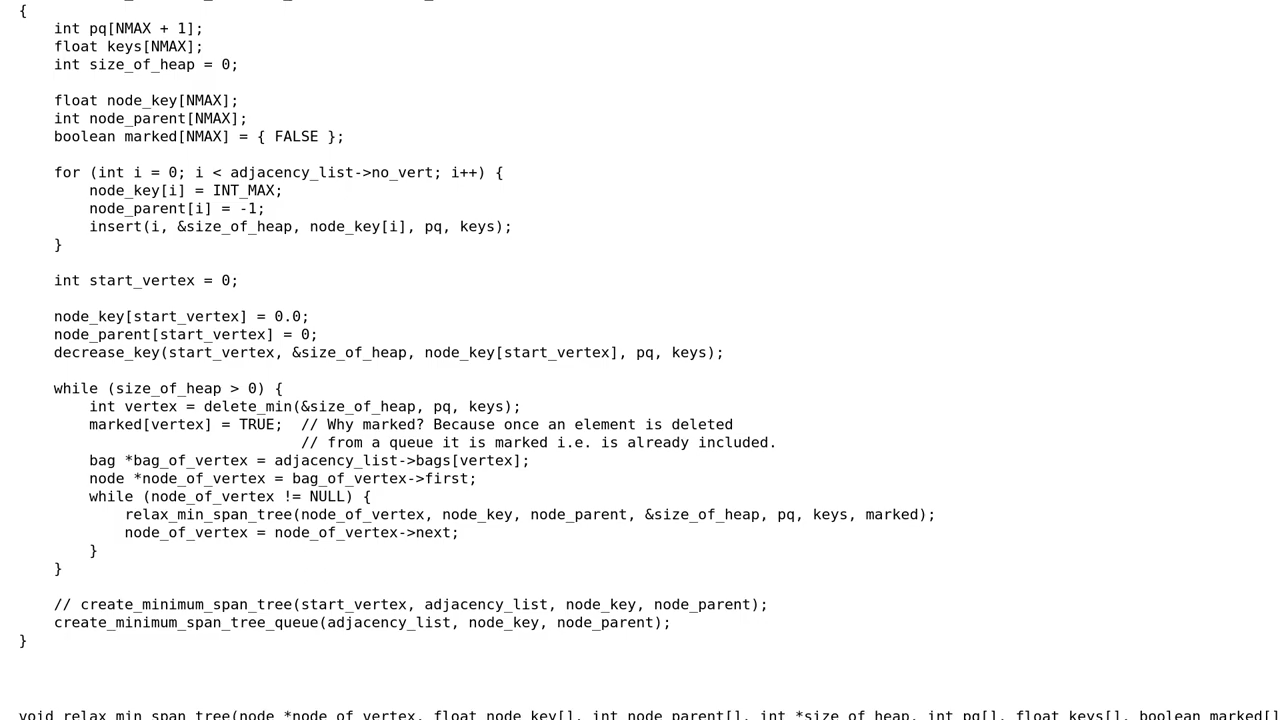 {
    int pq[NMAX + 1];
    float keys[NMAX];
    int size_of_heap = 0;

    float node_key[NMAX];
    int node_parent[NMAX];
    boolean marked[NMAX] = { FALSE };

    for (int i = 0; i < adjacency_list->no_vert; i++) {
        node_key[i] = INT_MAX;
        node_parent[i] = -1;
        insert(i, &size_of_heap, node_key[i], pq, keys);
    }

    int start_vertex = 0;

    node_key[start_vertex] = 0.0;
    node_parent[start_vertex] = 0;
    decrease_key(start_vertex, &size_of_heap, node_key[start_vertex], pq, keys);

    while (size_of_heap > 0) {
        int vertex = delete_min(&size_of_heap, pq, keys);
        marked[vertex] = TRUE;  // Why marked? Because once an element is deleted
                                // from a queue it is marked i.e. is already included.
        bag *bag_of_vertex = adjacency_list->bags[vertex];
        node *node_of_vertex = bag_of_vertex->first;
        while (node_of_vertex != NULL) {
            relax_min_span_tree(node_of_vertex, node_key, node_parent, &size_of_heap, pq, keys, marked);
            node_of_vertex = node_of_vertex->next;
        }
    }

    // create_minimum_span_tree(start_vertex, adjacency_list, node_key, node_parent);
    create_minimum_span_tree_queue(adjacency_list, node_key, node_parent);
}

void relax_min_span_tree(node *node_of_vertex, float node_key[], int node_parent[], int *size_of_heap, int pq[], float keys[], boolean marked[]